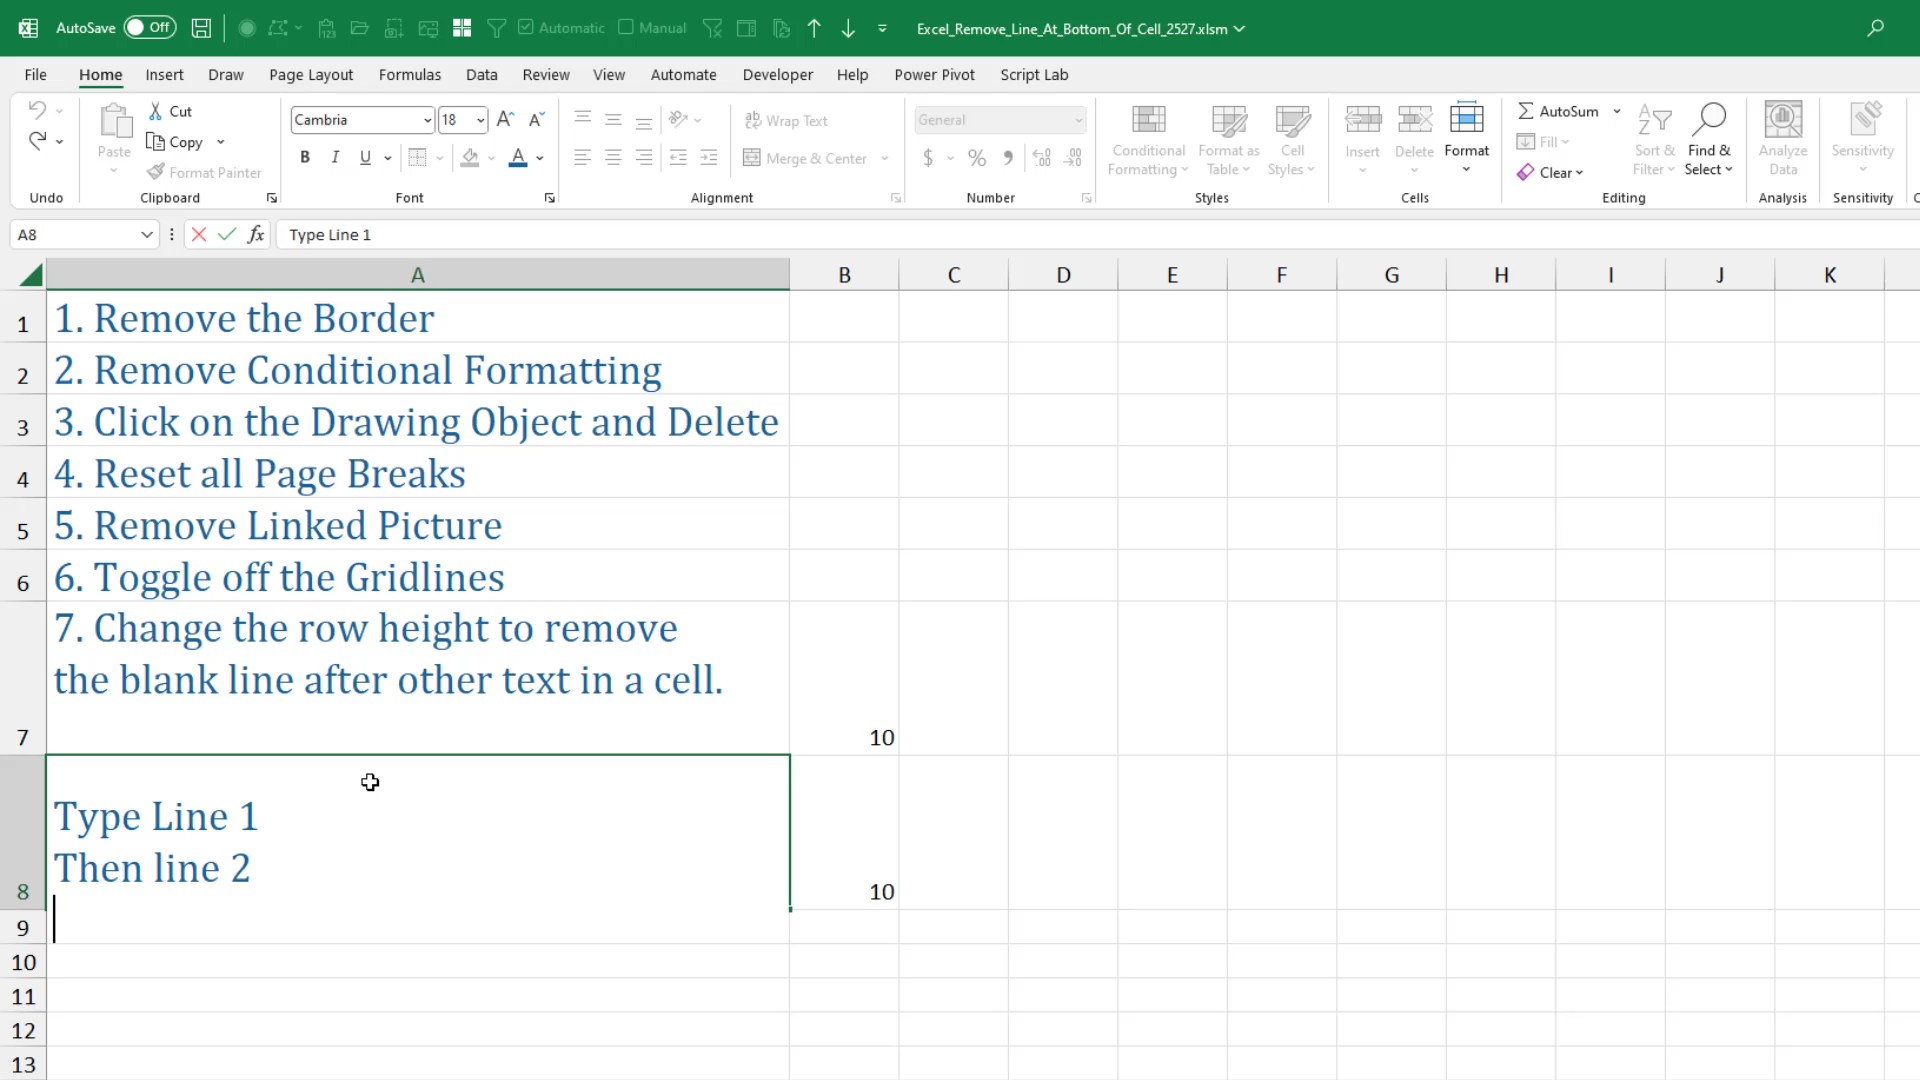 AutoSave Off Automatic Manual Excel_Remove_Line_At_Bottom_Of_Cell_2527.xlsm
File Home Insert Draw Page Layout Formulas Data Review View Automate Developer Help Power Pivot Script Lab
Cut
Copy
Format Painter
Paste
Cambria 18
B I U A
ab Wrap Text
Merge & Center
General
$ % 9
Conditional Formatting
Format as Table
Cell Styles
Insert Delete Format
AutoSum
Fill
Clear
Sort & Filter
Find & Select
Analyze Data
Sensitivity
Undo Clipboard Font Alignment Number Styles Cells Editing Analysis Sensitivity
A8 fx Type Line 1
A B C D E F G H I J K
1 1. Remove the Border
2 2. Remove Conditional Formatting
3 3. Click on the Drawing Object and Delete
4 4. Reset all Page Breaks
5 5. Remove Linked Picture
6 6. Toggle off the Gridlines
7. Change the row height to remove
the blank line after other text in a cell.
7 10
Type Line 1
Then line 2
8 10
9
10
11
12
13